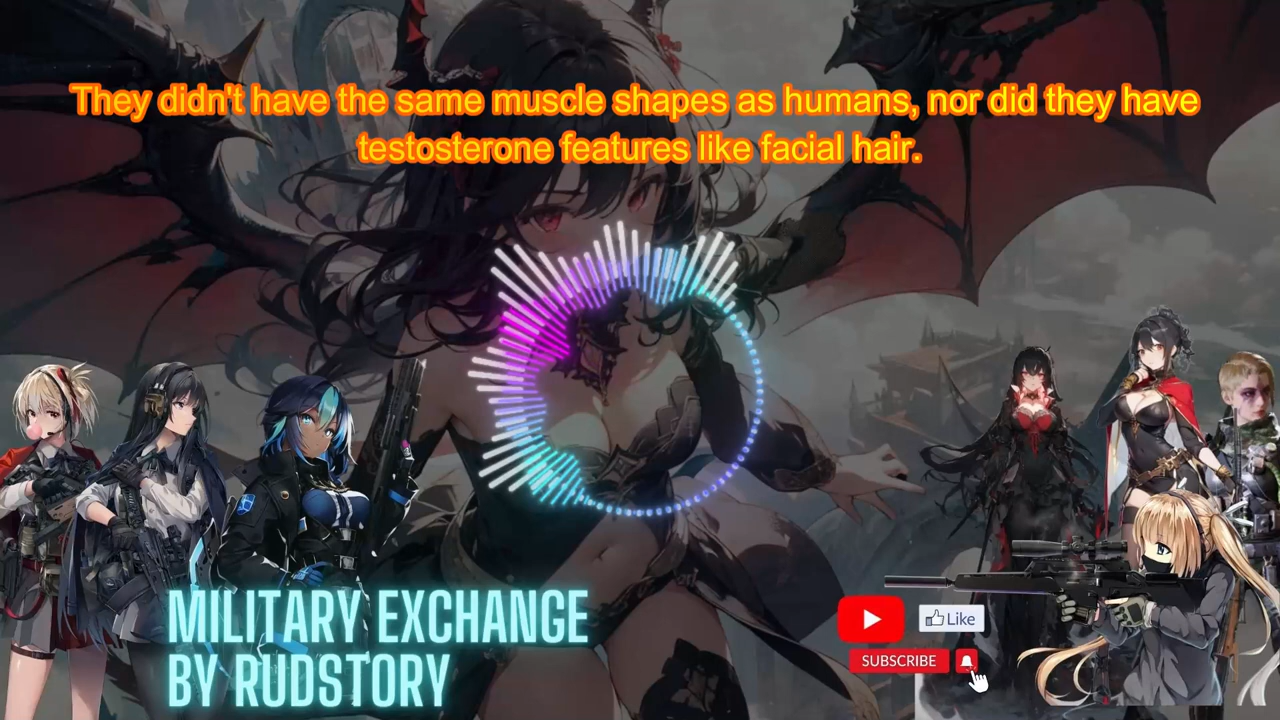 They didn't have the same muscle shapes as humans, nor did they have
testosterone features like facial hair.
MILITARY EXCHANGE
BY RUDSTORY
Like
SUBSCRIBE